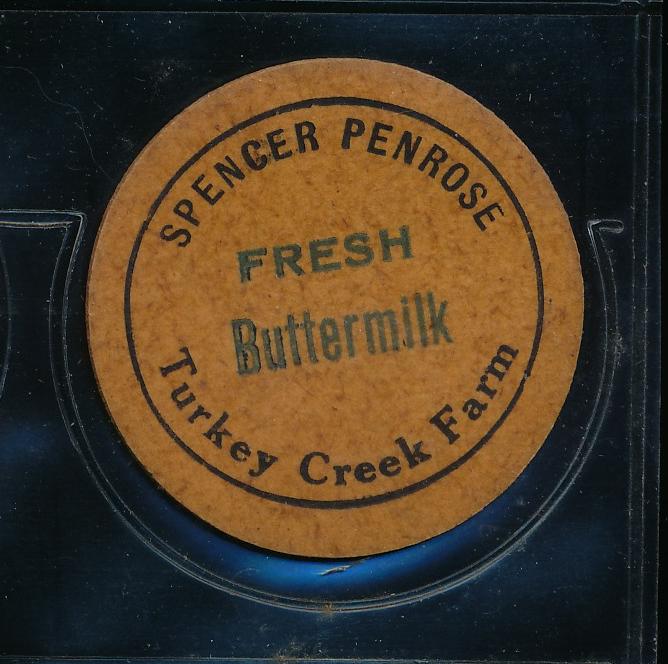 SPENCER PENROSE
FRESH
Buttermilk
Turkey Creek Farm